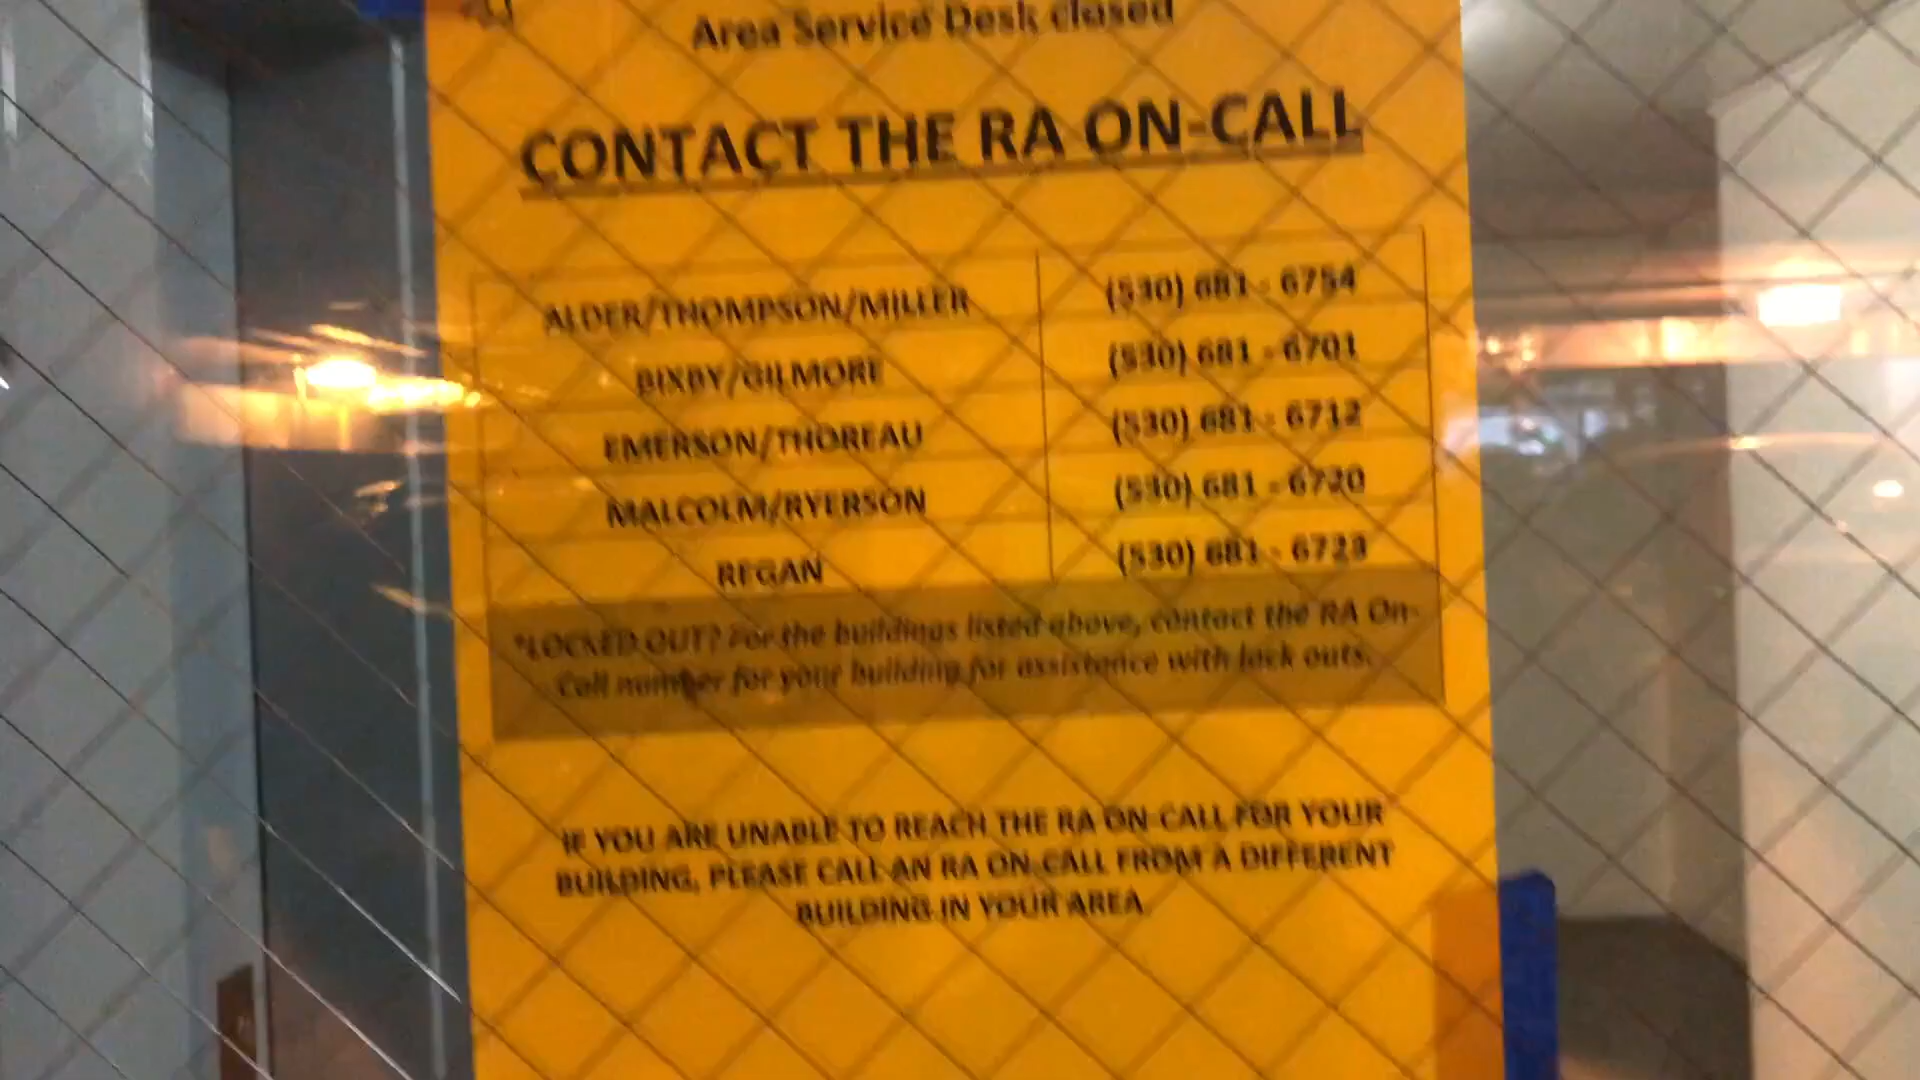 Area Service Desk closed
CONTACT THE RA ON-CALL
ALDER/THOMPSON/MILLER (530) 681 - 6754
BIXBY/GILMORE (530) 681 - 6701
EMERSON/THOREAU (530) 681 - 6712
MALCOLM/RYERSON (530) 681 - 6720
REGAN (530) 681 - 6723
*LOCKED OUT? For the buildings listed above, contact the RA On-
Call number for your building for assistance with lock outs.
IF YOU ARE UNABLE TO REACH THE RA ON-CALL FOR YOUR
BUILDING, PLEASE CALL AN RA ON-CALL FROM A DIFFERENT
BUILDING IN YOUR AREA.